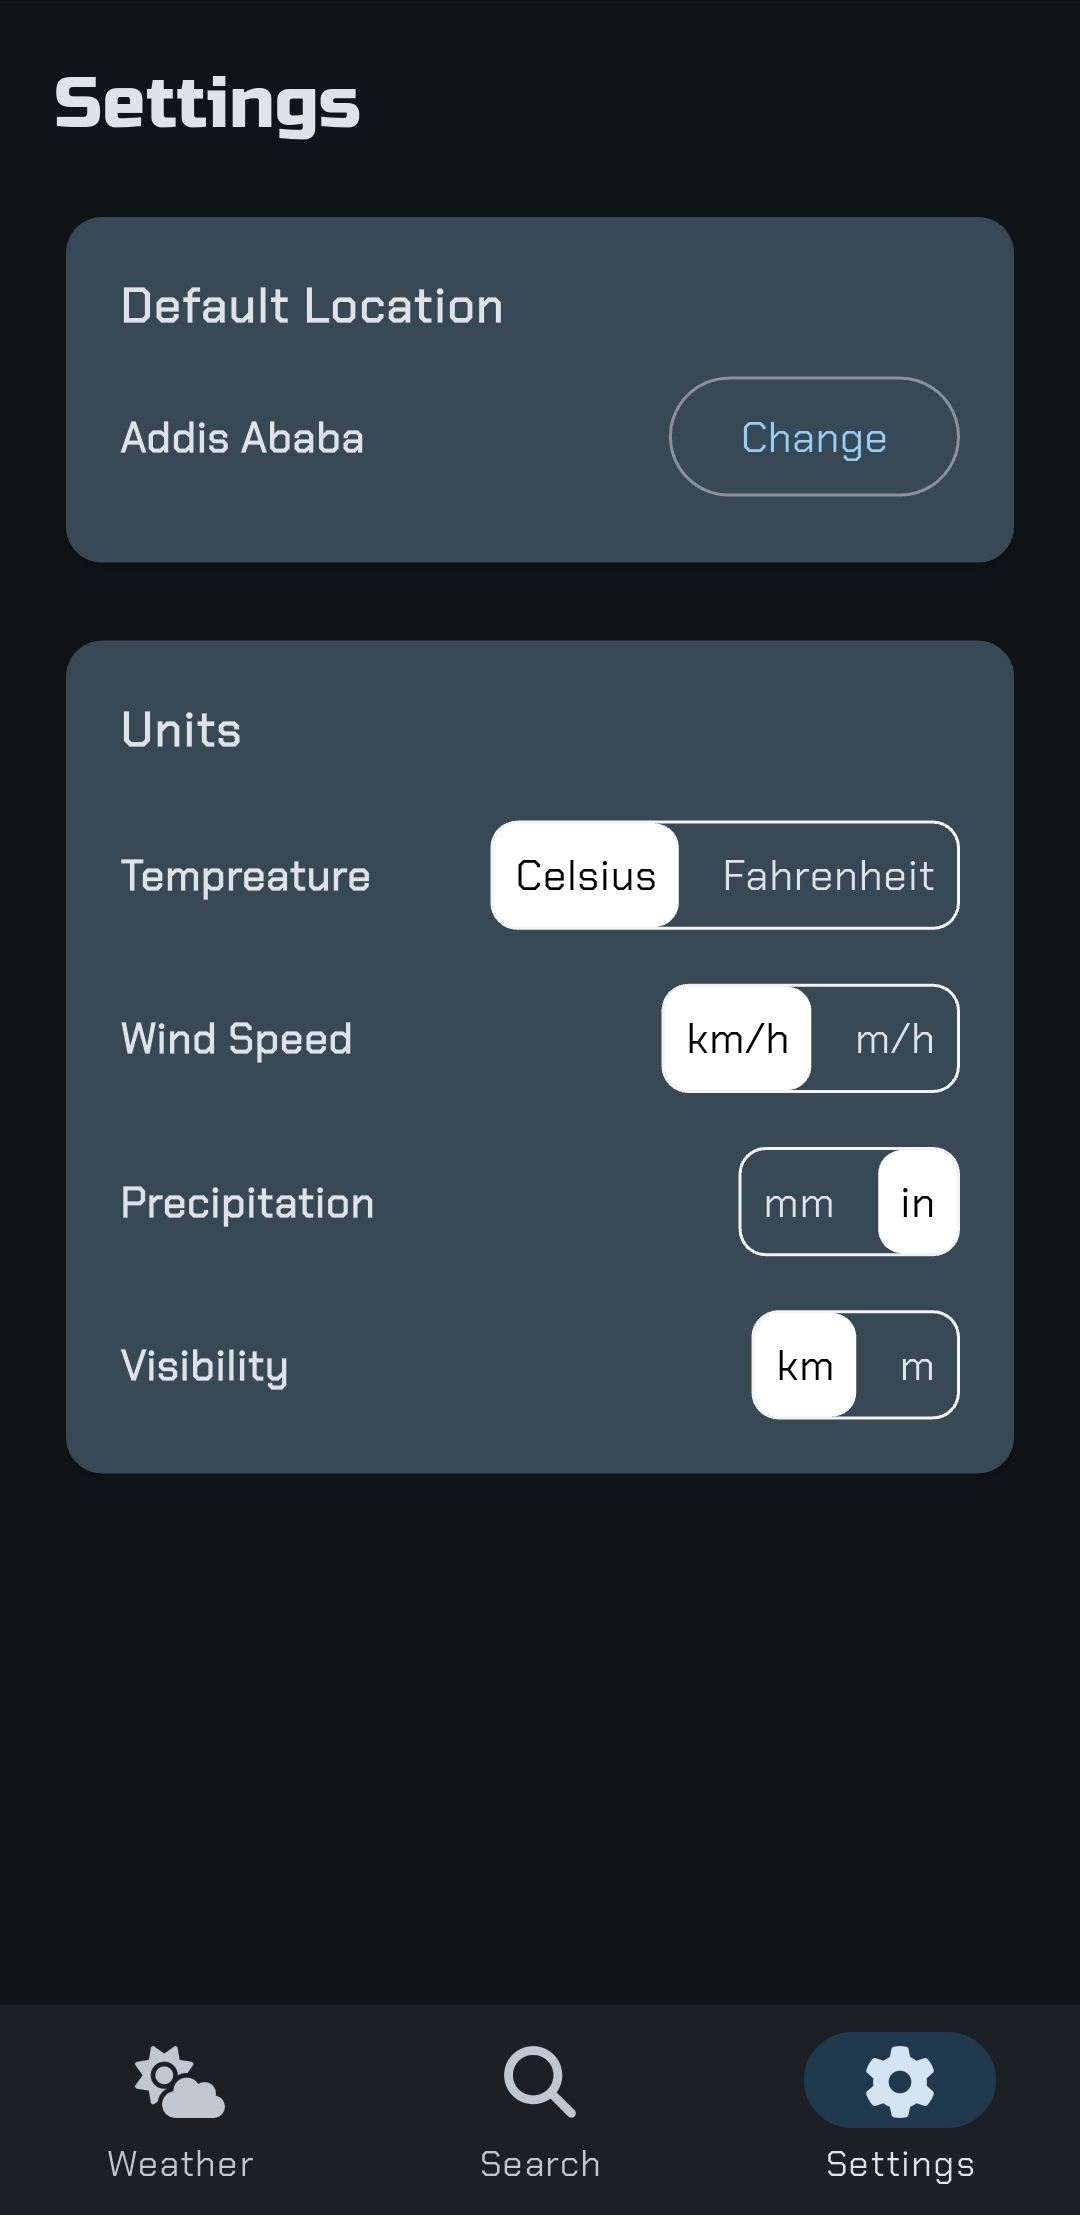 Settings
Default Location
Addis Ababa Change
Units
Tempreature Celsius Fahrenheit
Wind Speed km/h m/h
Precipitation mm in
Visibility km m
Weather Search Settings